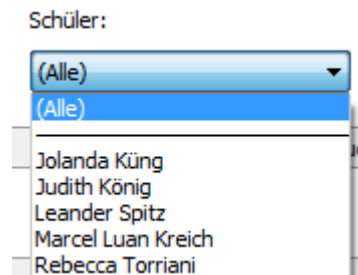 Schüler:
(Alle)
(Alle)
Jolanda Küng
Judith König
Leander Spitz
Marcel Luan Kreich
Rebecca Torriani